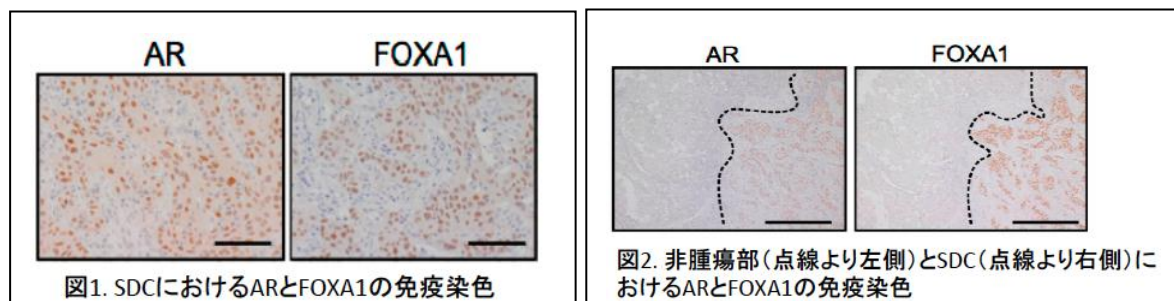 AR
FOXA1
図1. SDCにおけるARとFOXA1の免疫染色
AR
FOXA1
図2. 非腫瘍部（点線より左側）とSDC（点線より右側）に
おけるARとFOXA1の免疫染色